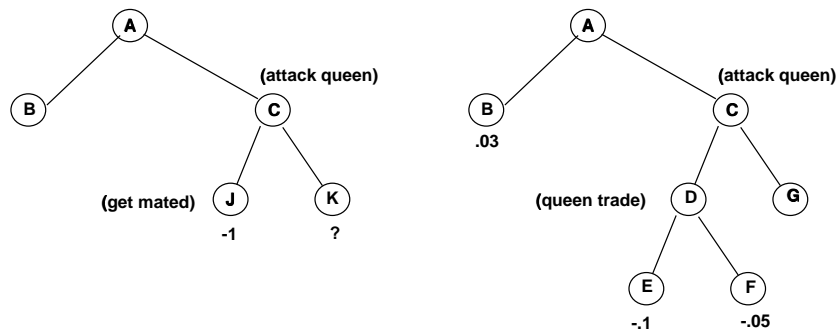 A
(attack queen)
B
C
(get mated)
J
K
-1
?
A
(attack queen)
B
C
.03
(queen trade)
D
G
E
F
-.1
-.05